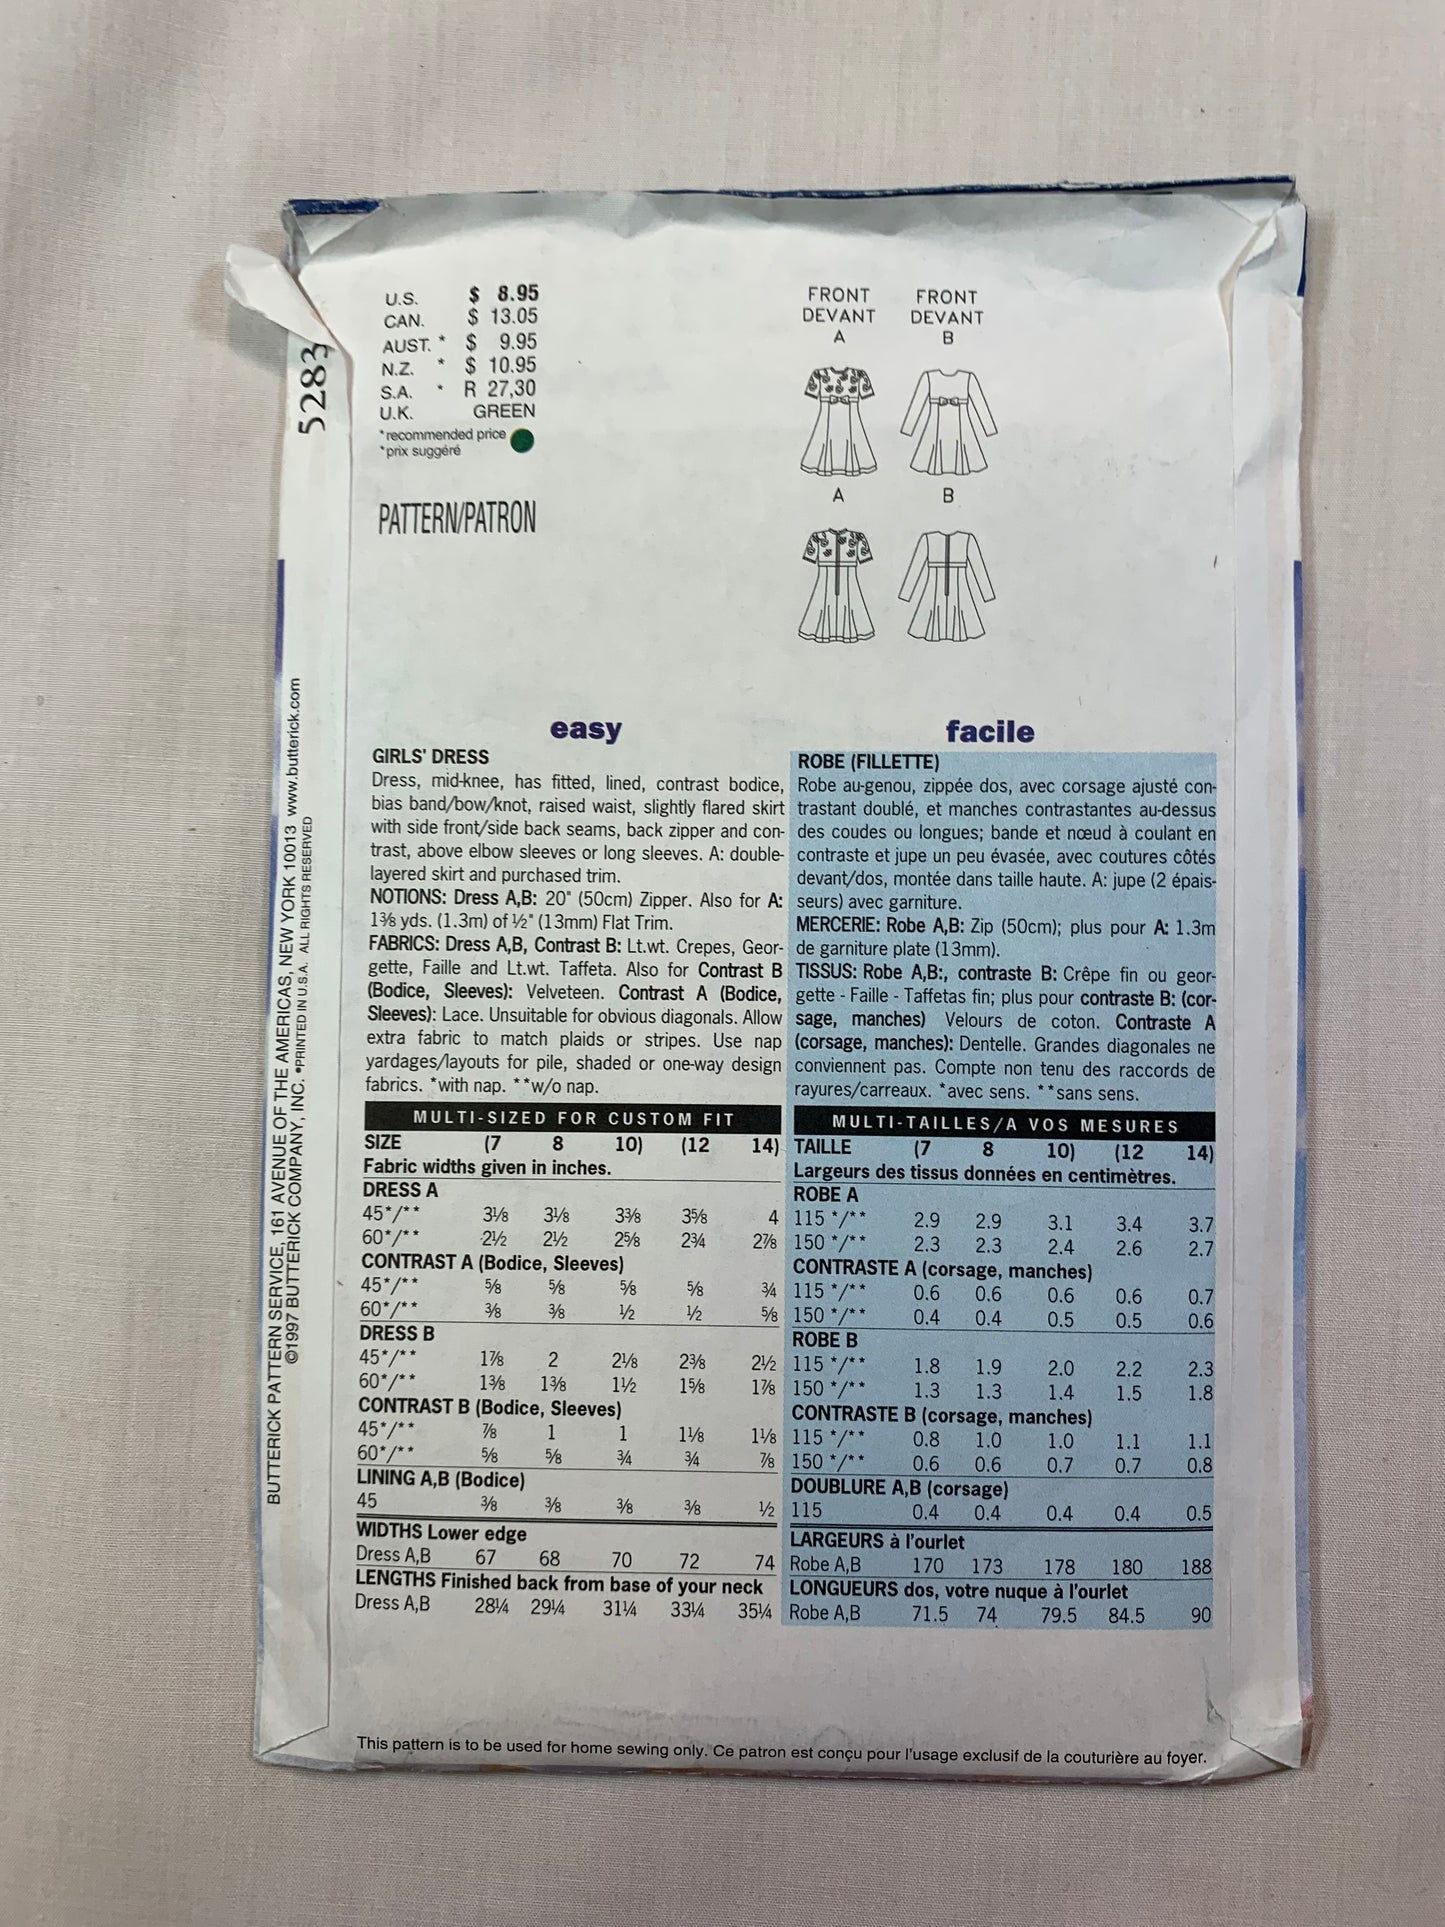 U.S. $ 8.95
CAN. $ 13.05
AUST. * $ 9.95
N.Z. * $ 10.95
S.A. * R 27,30
U.K. GREEN
*recommended price
*prix suggéré
PATTERN/PATRON
5283
FRONT FRONT
DEVANT DEVANT
A B
A B
BUTTERICK PATTERN SERVICE, 161 AVENUE OF THE AMERICAS, NEW YORK 10013 www.butterick.com
©1997 BUTTERICK COMPANY, INC. •PRINTED IN U.S.A. ALL RIGHTS RESERVED
easy
GIRLS' DRESS
Dress, mid-knee, has fitted, lined, contrast bodice,
bias band/bow/knot, raised waist, slightly flared skirt
with side front/side back seams, back zipper and con-
trast, above elbow sleeves or long sleeves. A: double-
layered skirt and purchased trim.
NOTIONS: Dress A,B: 20" (50cm) Zipper. Also for A:
1⅜ yds. (1.3m) of ½" (13mm) Flat Trim.
FABRICS: Dress A,B, Contrast B: Lt.wt. Crepes, Geor-
gette, Faille and Lt.wt. Taffeta. Also for Contrast B
(Bodice, Sleeves): Velveteen. Contrast A (Bodice,
Sleeves): Lace. Unsuitable for obvious diagonals. Allow
extra fabric to match plaids or stripes. Use nap
yardages/layouts for pile, shaded or one-way design
fabrics. *with nap. **w/o nap.
MULTI-SIZED FOR CUSTOM FIT
SIZE (7 8 10) (12 14)
Fabric widths given in inches.
DRESS A
45*/** 3⅛ 3⅛ 3⅜ 3⅝ 4
60*/** 2½ 2½ 2⅝ 2¾ 2⅞
CONTRAST A (Bodice, Sleeves)
45*/** ⅝ ⅝ ⅝ ⅝ ¾
60*/** ⅜ ⅜ ½ ½ ⅝
DRESS B
45*/** 1⅞ 2 2⅛ 2⅜ 2½
60*/** 1⅜ 1⅜ 1½ 1⅝ 1⅞
CONTRAST B (Bodice, Sleeves)
45*/** ⅞ 1 1 1⅛ 1⅛
60*/** ⅝ ⅝ ¾ ¾ ⅞
LINING A,B (Bodice)
45 ⅜ ⅜ ⅜ ⅜ ½
WIDTHS Lower edge
Dress A,B 67 68 70 72 74
LENGTHS Finished back from base of your neck
Dress A,B 28¼ 29¼ 31¼ 33¼ 35¼
facile
ROBE (FILLETTE)
Robe au-genou, zippée dos, avec corsage ajusté con-
trastant doublé, et manches contrastantes au-dessus
des coudes ou longues; bande et nœud à coulant en
contraste et jupe un peu évasée, avec coutures côtés
devant/dos, montée dans taille haute. A: jupe (2 épais-
seurs) avec garniture.
MERCERIE: Robe A,B: Zip (50cm); plus pour A: 1.3m
de garniture plate (13mm).
TISSUS: Robe A,B:, contraste B: Crêpe fin ou geor-
gette - Faille - Taffetas fin; plus pour contraste B: (cor-
sage, manches) Velours de coton. Contraste A
(corsage, manches): Dentelle. Grandes diagonales ne
conviennent pas. Compte non tenu des raccords de
rayures/carreaux. *avec sens. **sans sens.
MULTI-TAILLES/A VOS MESURES
TAILLE (7 8 10) (12 14)
Largeurs des tissus données en centimètres.
ROBE A
115 */** 2.9 2.9 3.1 3.4 3.7
150 */** 2.3 2.3 2.4 2.6 2.7
CONTRASTE A (corsage, manches)
115 */** 0.6 0.6 0.6 0.6 0.7
150 */** 0.4 0.4 0.5 0.5 0.6
ROBE B
115 */** 1.8 1.9 2.0 2.2 2.3
150 */** 1.3 1.3 1.4 1.5 1.8
CONTRASTE B (corsage, manches)
115 */** 0.8 1.0 1.0 1.1 1.1
150 */** 0.6 0.6 0.7 0.7 0.8
DOUBLURE A,B (corsage)
115 0.4 0.4 0.4 0.4 0.5
LARGEURS à l'ourlet
Robe A,B 170 173 178 180 188
LONGUEURS dos, votre nuque à l'ourlet
Robe A,B 71.5 74 79.5 84.5 90
This pattern is to be used for home sewing only. Ce patron est conçu pour l'usage exclusif de la couturière au foyer.